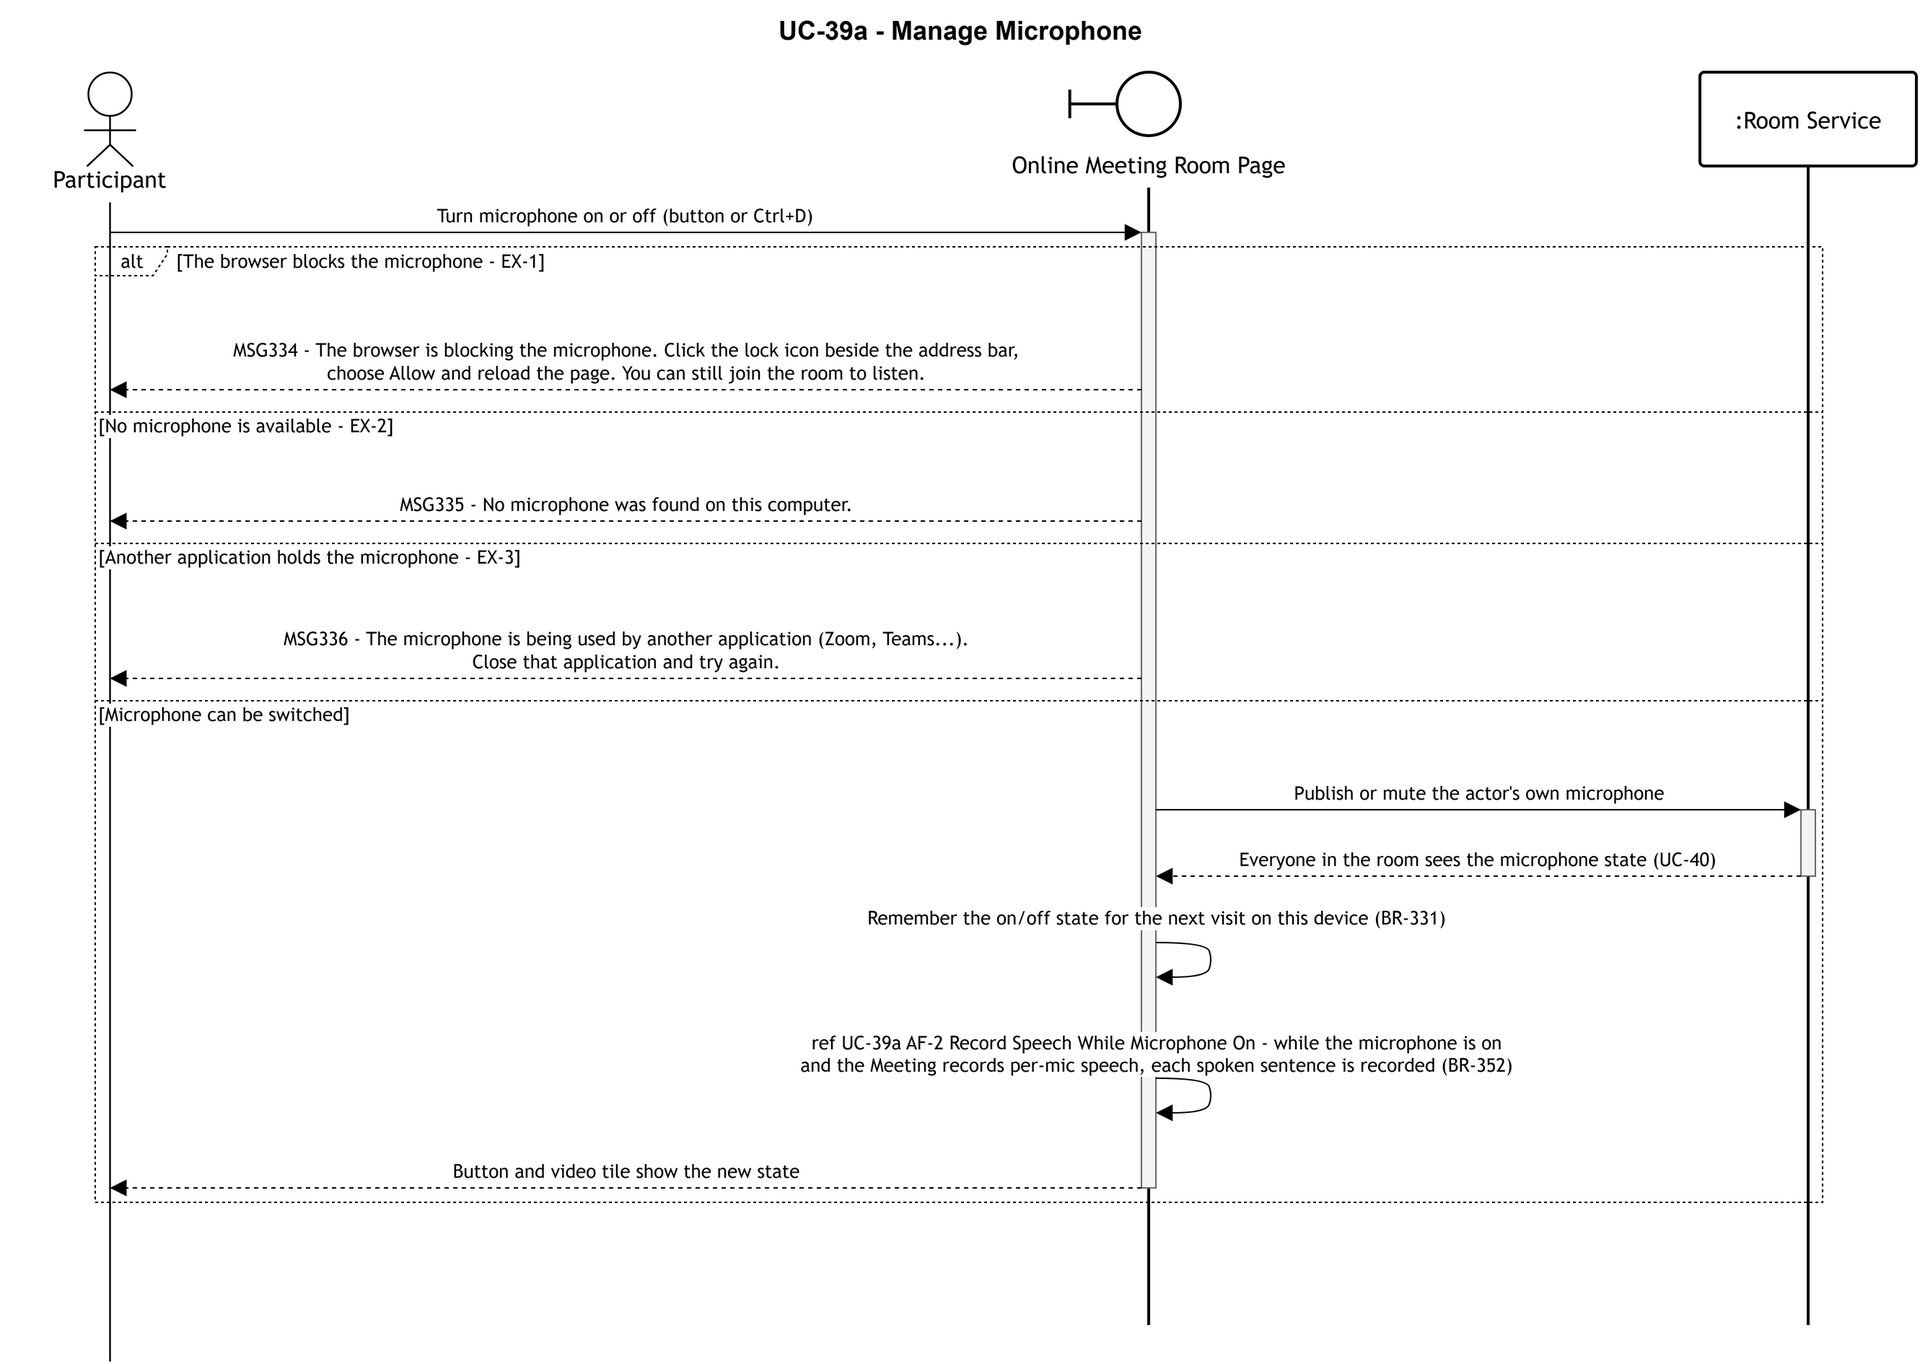 UC-39a - Manage Microphone
Participant
Online Meeting Room Page
:Room Service
Turn microphone on or off (button or Ctrl+D)
alt
[The browser blocks the microphone - EX-1]
MSG334 - The browser is blocking the microphone. Click the lock icon beside the address bar,
choose Allow and reload the page. You can still join the room to listen.
[No microphone is available - EX-2]
MSG335 - No microphone was found on this computer.
[Another application holds the microphone - EX-3]
MSG336 - The microphone is being used by another application (Zoom, Teams...).
Close that application and try again.
[Microphone can be switched]
Publish or mute the actor's own microphone
Everyone in the room sees the microphone state (UC-40)
Remember the on/off state for the next visit on this device (BR-331)
ref UC-39a AF-2 Record Speech While Microphone On - while the microphone is on
and the Meeting records per-mic speech, each spoken sentence is recorded (BR-352)
Button and video tile show the new state